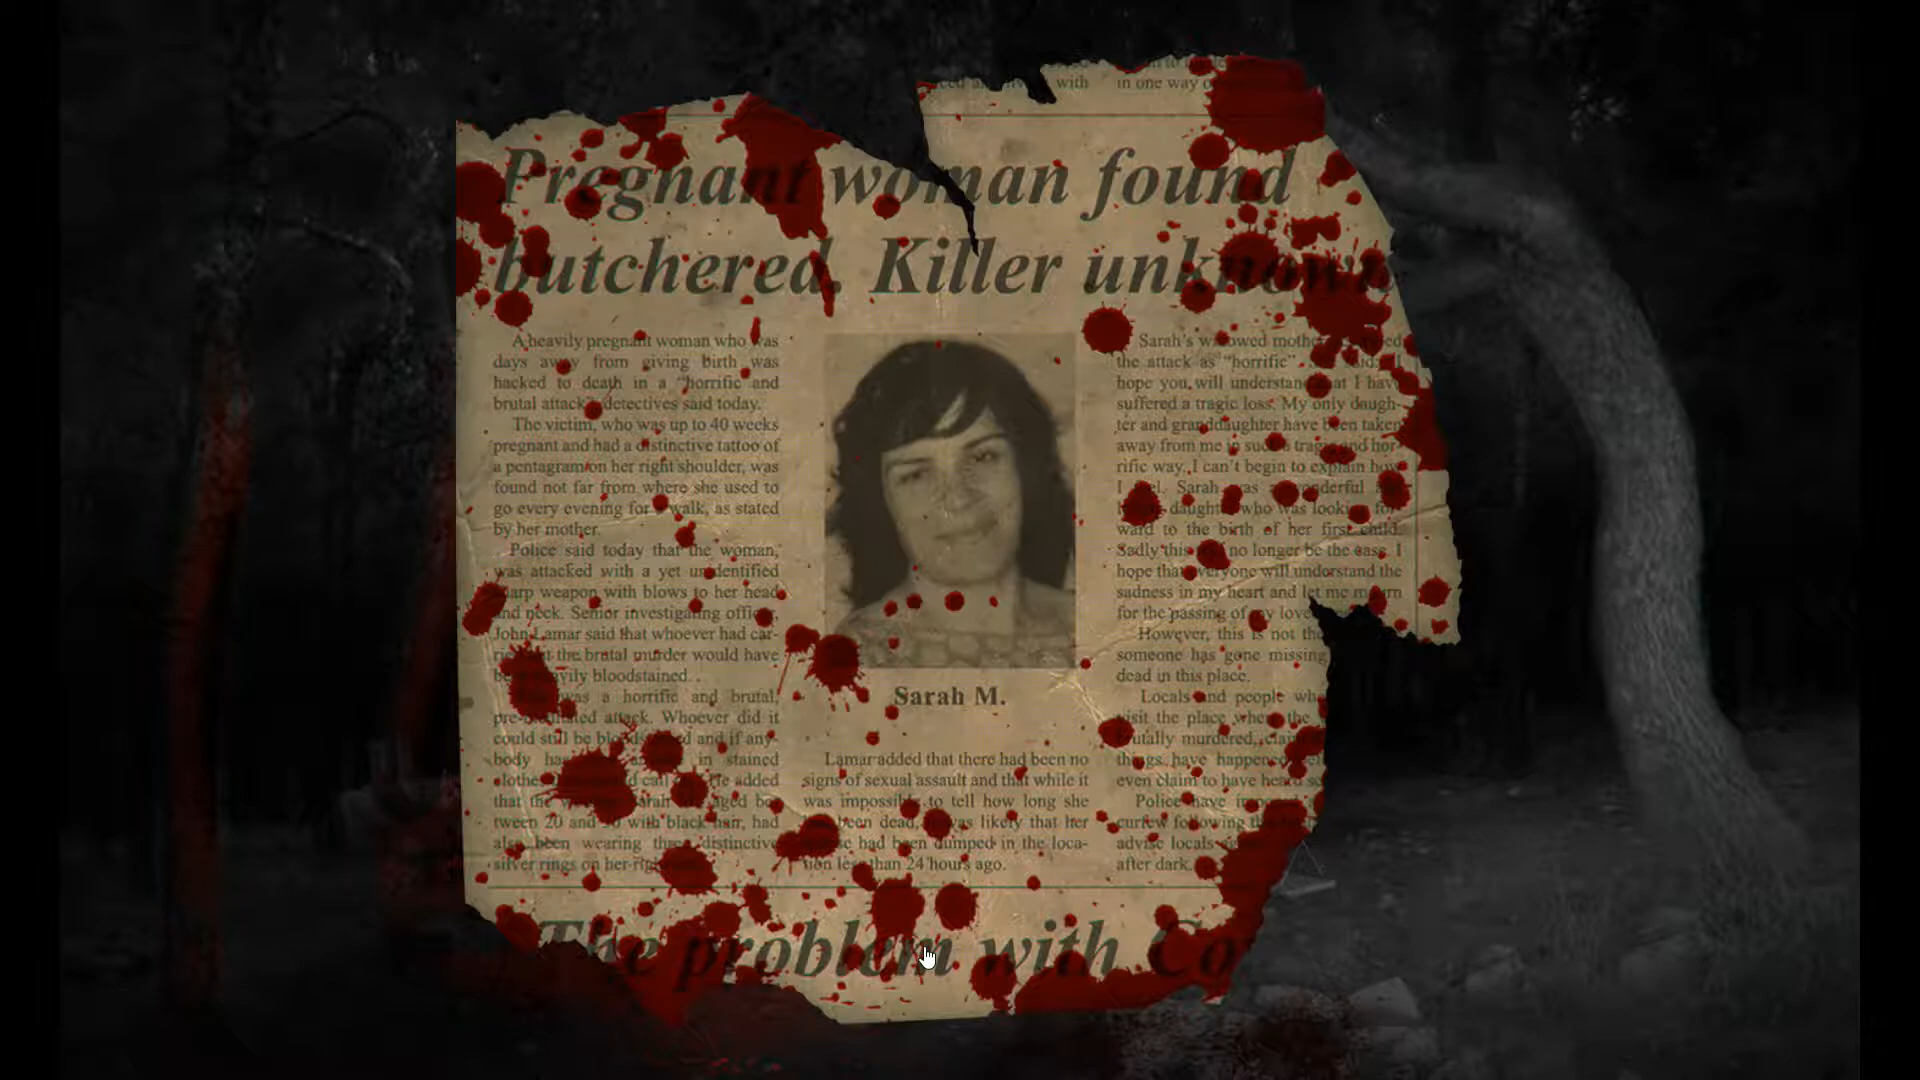 with
in one way
Pregnant woman found
butchered. Killer unknown
A heavily pregnant woman who was
days away from giving birth was
hacked to death in a "horrific and
brutal attack" detectives said today.
The victim, who was up to 40 weeks
pregnant and had a distinctive tattoo of
a pentagram on her right shoulder, was
found not far from where she used to
go every evening for walk, as stated
by her mother.
Police said today that the woman,
was attacked with a yet unidentified
sharp weapon with blows to her head
and neck. Senior investigating officer,
John Lamar said that whoever had car-
the brutal murder would have
heavily bloodstained.
was a horrific and brutal,
attack. Whoever did it
could still be and if any-
body in stained
He added
that the Sarah aged be-
tween 20 and 30 with black hair, had
also been wearing three distinctive
silver rings on her
Sarah M.
Lamar added that there had been no
signs of sexual assault and that while it
was impossible to tell how long she
been dead, was likely that her
had been dumped in the loca-
tion less than 24 hours ago.
Sarah's widowed mother
the attack as "horrific"
hope you will understand that I have
suffered a tragic loss. My only daugh-
ter and granddaughter have been taken
away from me in such a tragic and hor-
rific way. I can't begin to explain how
I feel. Sarah was wonderful
daughter who was looking for-
ward to the birth of her first child.
Sadly this no longer be the case. I
hope that everyone will understand the
sadness in my heart and let me mourn
for the passing of my
However, this is not
someone has gone missing
dead in this place.
Locals and people
visit the place where the
brutally murdered,
things have happened
even claim to have heard
Police have
curfew following the
advise locals
after dark.
The problem with